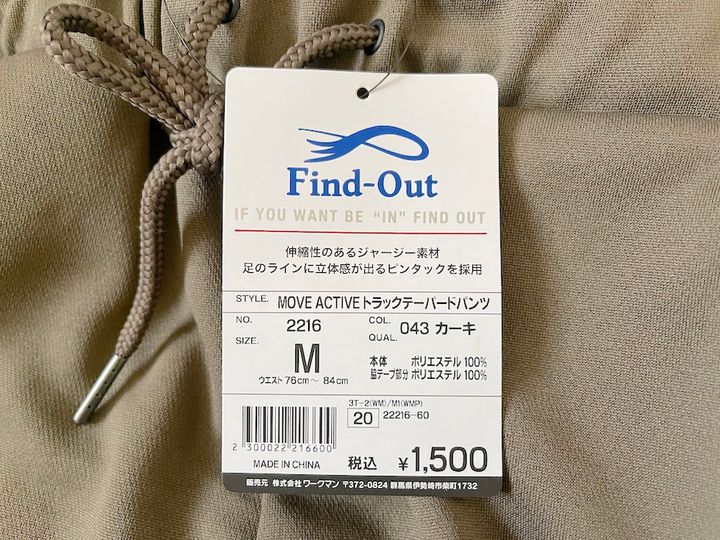 Find-Out
IF YOU WANT BE “IN” FIND OUT
伸縮性のあるジャージー素材
足のラインに立体感が出るピンタックを採用
STYLE. MOVE ACTIVE トラックテーパードパンツ
NO. 2216
COL. 043 カーキ
SIZE. M
ウエスト 76cm～ 84cm
QUAL.
本体 ポリエステル 100%
脇テープ部分 ポリエステル 100%
3T-2(WM)/M1(WMP)
20 22216-60
2 300022 216600
MADE IN CHINA
税込 ¥1,500
販売元 株式会社 ワークマン 〒372-0824 群馬県伊勢崎市柴町1732